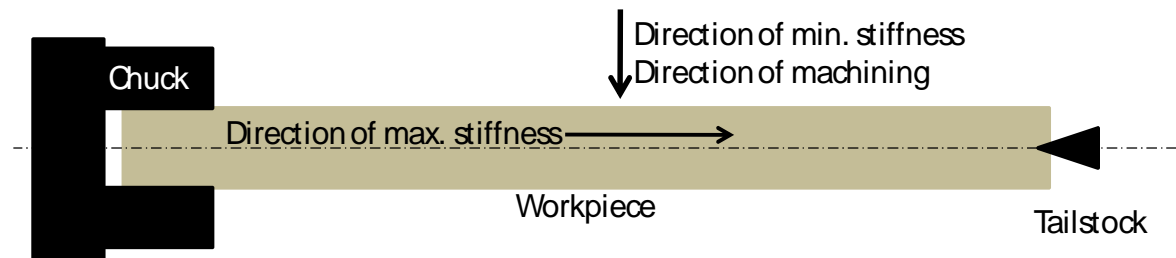 Direction of min. stiffness
Direction of machining
Chuck
Direction of max. stiffness
Workpiece
Tailstock